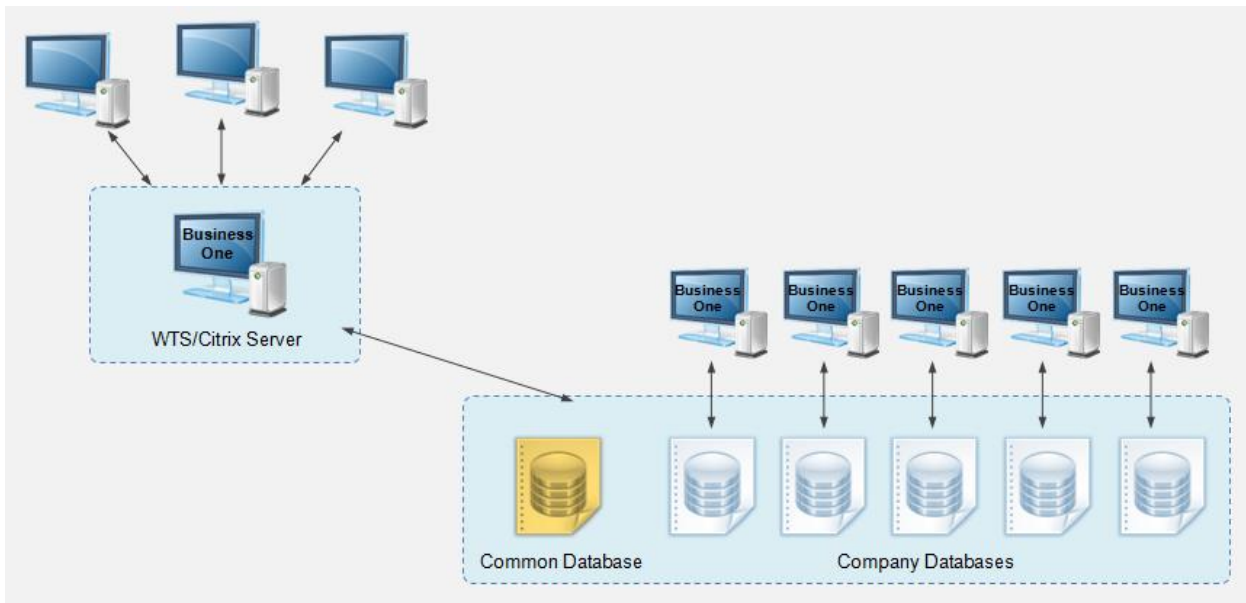 Business
One
WTS/Citrix Server
Business
One
Business
One
Business
One
Business
One
Business
One
Common Database
Company Databases